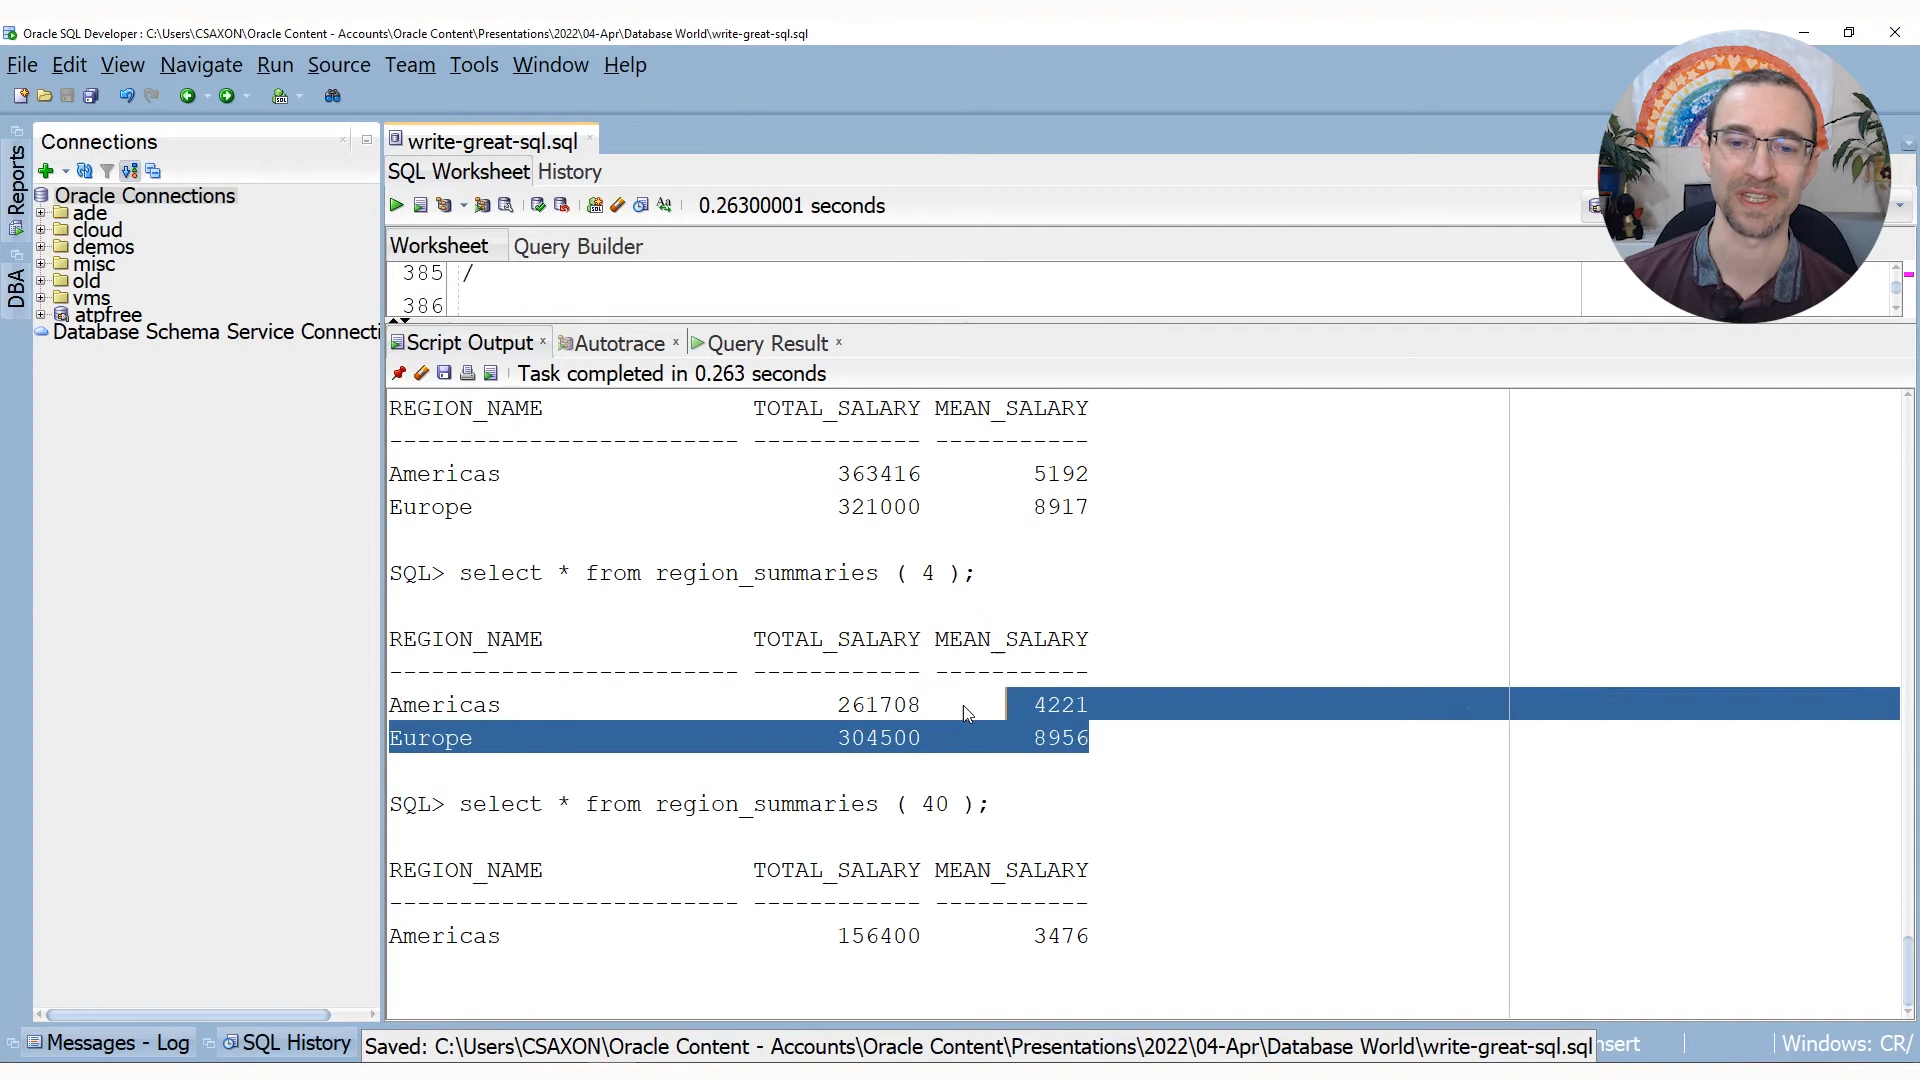 Oracle SQL Developer : C:\Users\CSAXON\Oracle Content - Accounts\Oracle Content\Presentations\2022\04-Apr\Database World\write-great-sql.sql
File Edit View Navigate Run Source Team Tools Window Help
Reports
DBA
Connections
Oracle Connections
ade
cloud
demos
misc
old
vms
atpfree
Database Schema Service Connecti
write-great-sql.sql
SQL Worksheet History
0.26300001 seconds
Worksheet Query Builder
385 /
386
Script Output Autotrace Query Result
Task completed in 0.263 seconds
REGION_NAME TOTAL_SALARY MEAN_SALARY
------------------------- ------------ -----------
Americas 363416 5192
Europe 321000 8917
SQL> select * from region_summaries ( 4 );
REGION_NAME TOTAL_SALARY MEAN_SALARY
------------------------- ------------ -----------
Americas 261708 4221
Europe 304500 8956
SQL> select * from region_summaries ( 40 );
REGION_NAME TOTAL_SALARY MEAN_SALARY
------------------------- ------------ -----------
Americas 156400 3476
Messages - Log SQL History Saved: C:\Users\CSAXON\Oracle Content - Accounts\Oracle Content\Presentations\2022\04-Apr\Database World\write-great-sql.sql nsert Windows: CR/